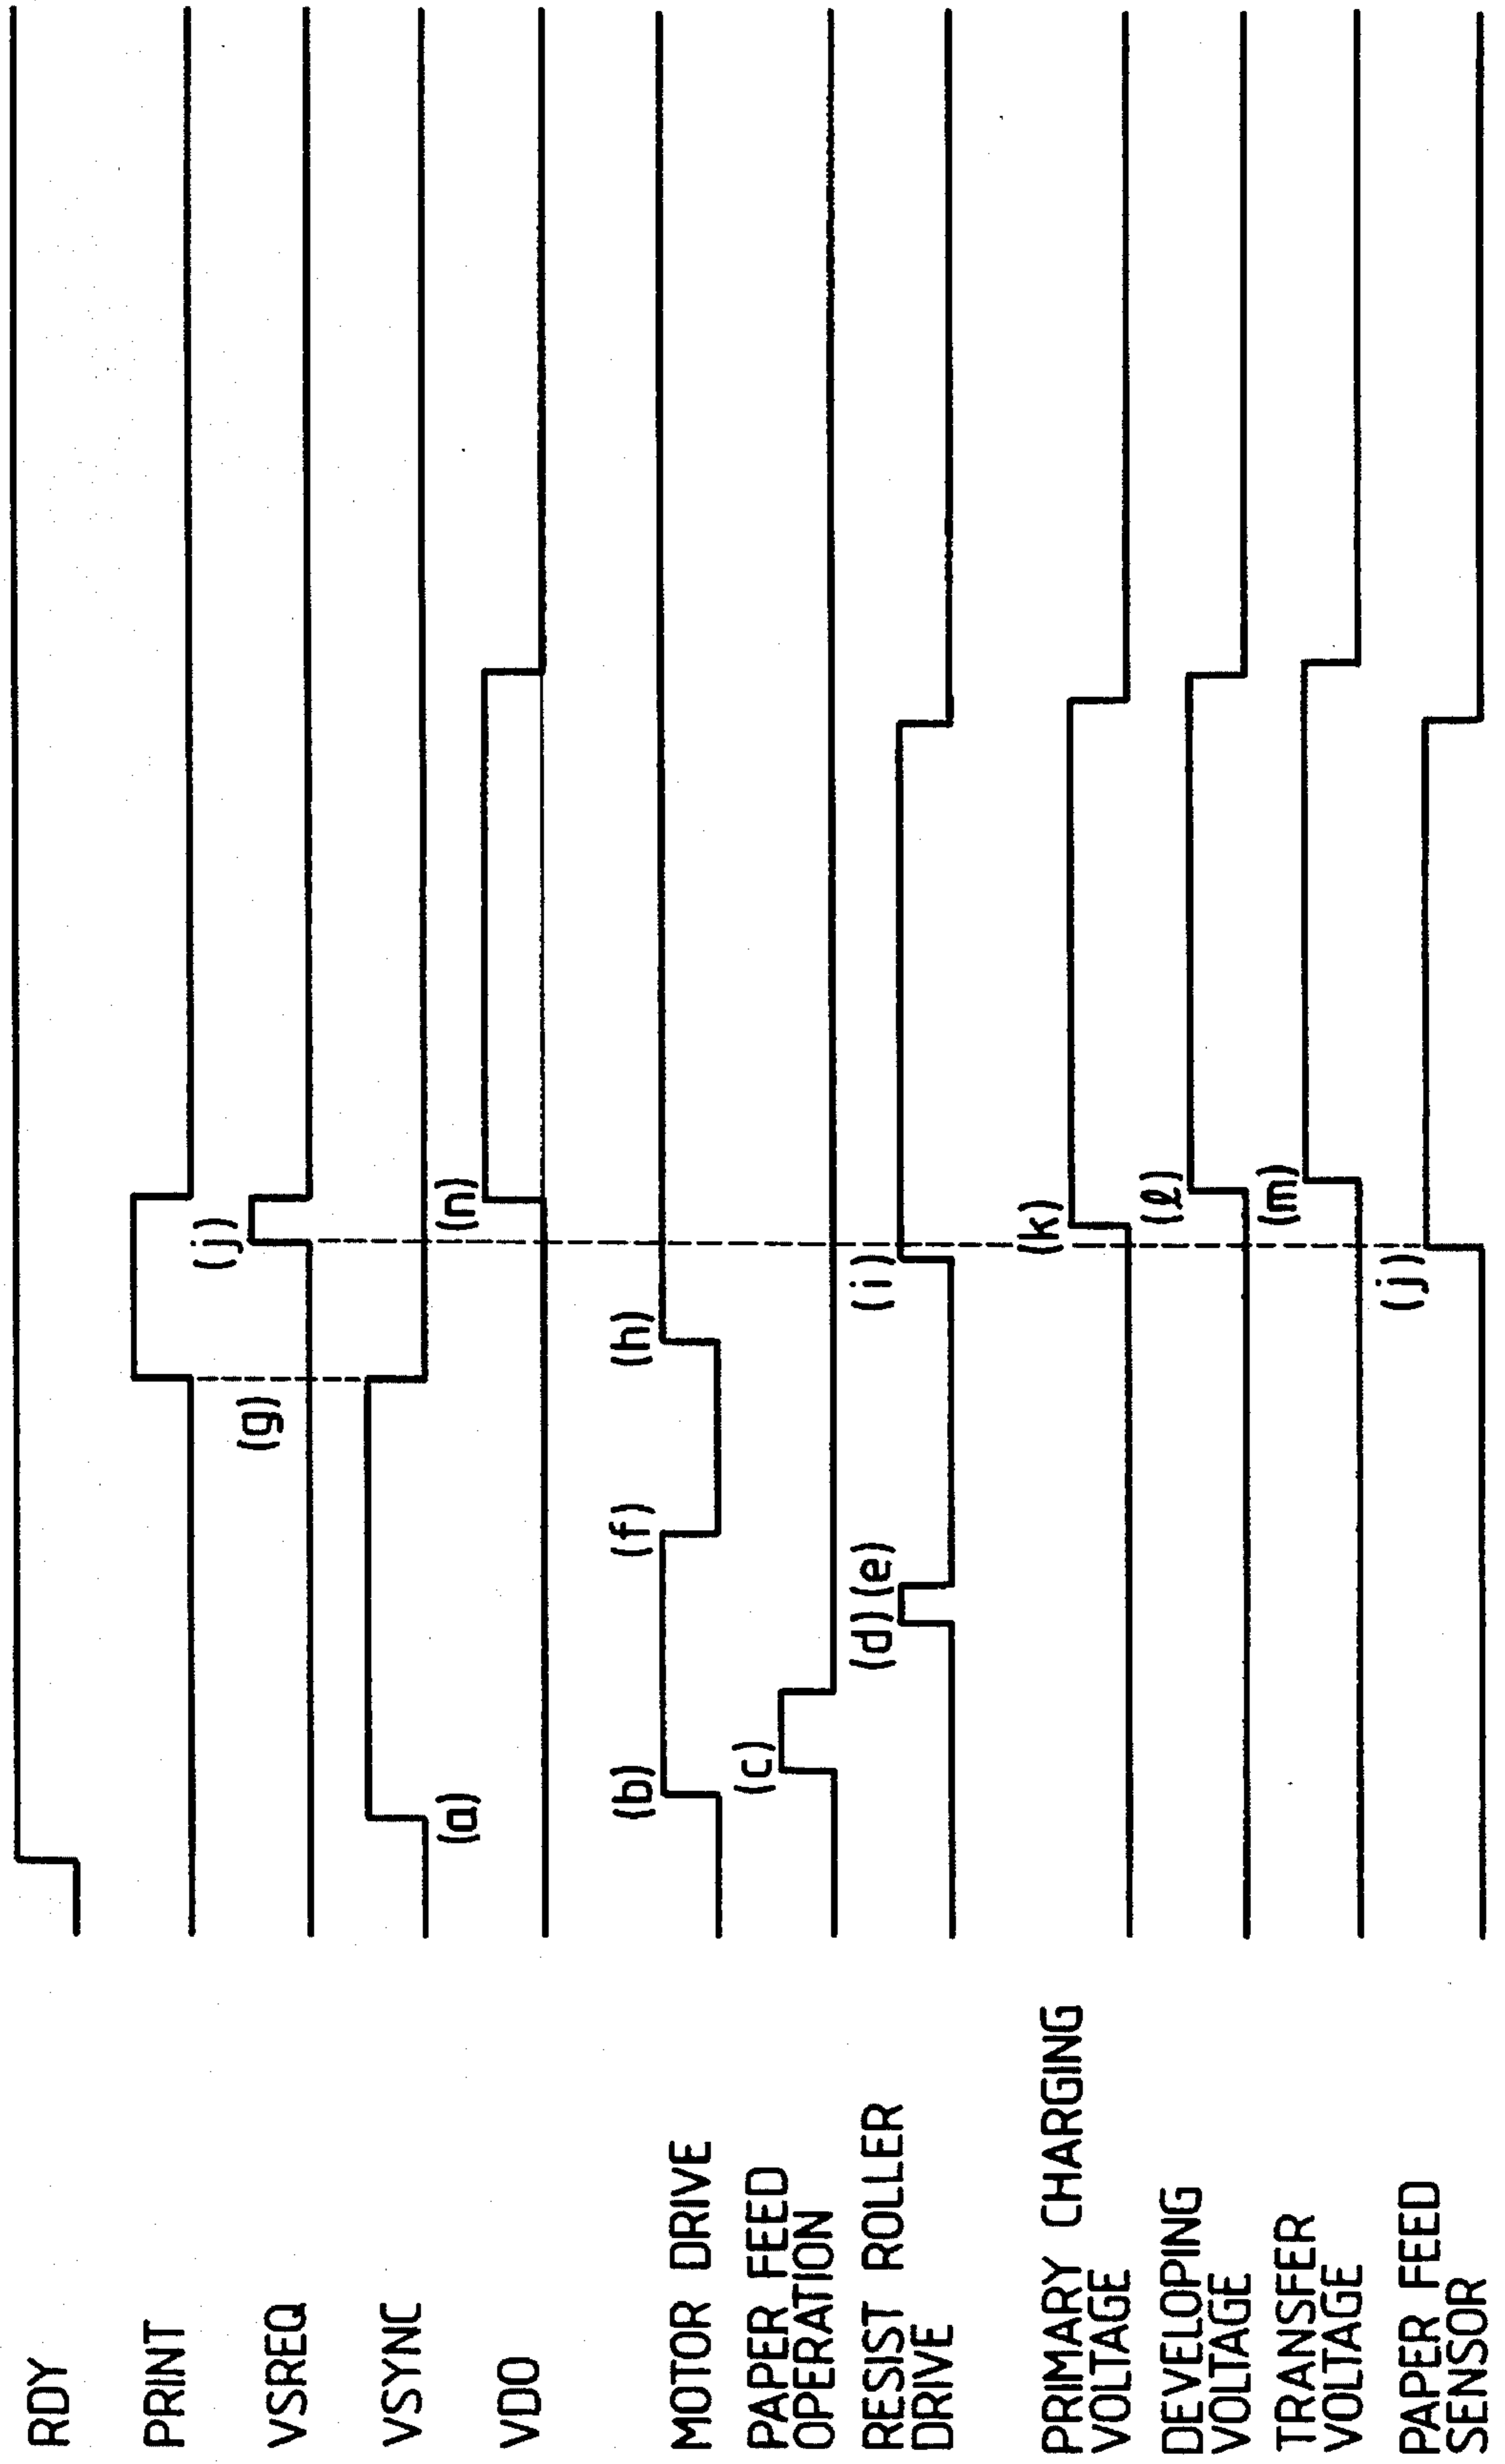 RDY
PRINT
(j)
VSREQ
(g)
VSYNC
(a)
(n)
VDO
(b)
(f)
(h)
MOTOR DRIVE
(c)
PAPER FEED
OPERATION
(d)
(e)
(i)
RESIST ROLLER
DRIVE
(k)
PRIMARY CHARGING
VOLTAGE
(ℓ)
DEVELOPING
VOLTAGE
(m)
TRANSFER
VOLTAGE
(j)
PAPER FEED
SENSOR